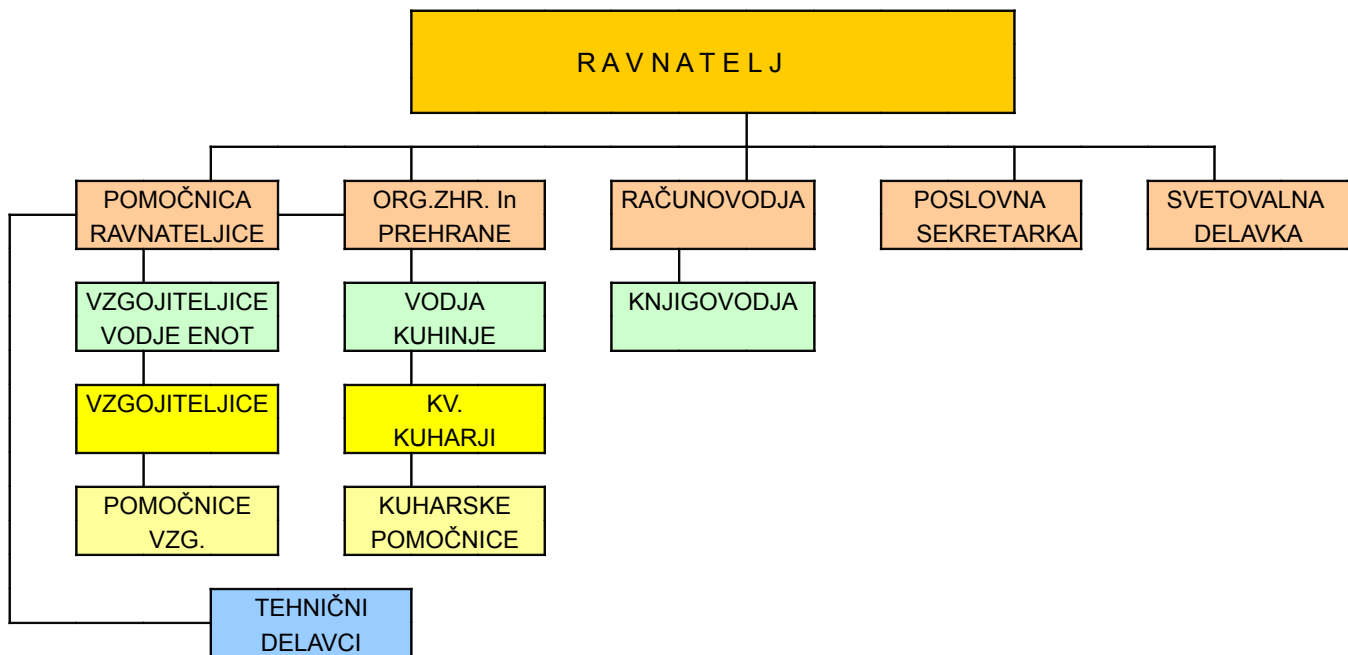 R A V N A T E L J
POMOČNICA
RAVNATELJICE
ORG.ZHR. In
PREHRANE
RAČUNOVODJA
POSLOVNA
SEKRETARKA
SVETOVALNA
DELAVKA
VZGOJITELJICE
VODJE ENOT
VODJA
KUHINJE
KNJIGOVODJA
VZGOJITELJICE
KV.
KUHARJI
POMOČNICE
VZG.
KUHARSKE
POMOČNICE
TEHNIČNI
DELAVCI